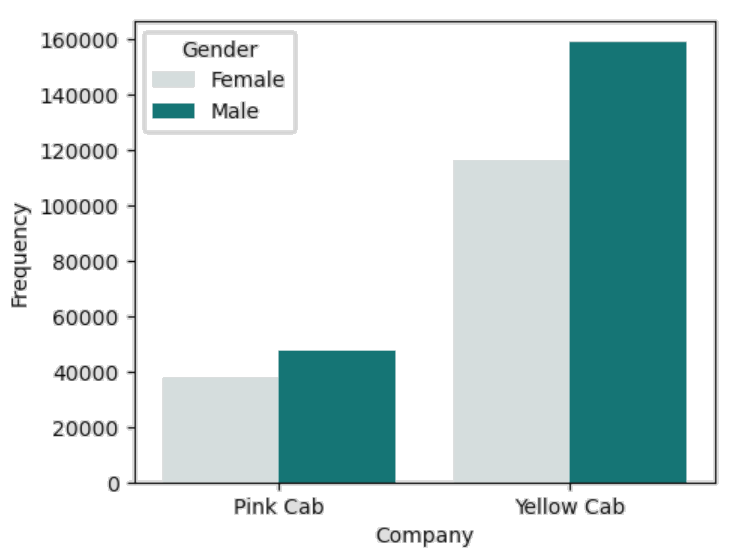 Gender
Female
Male
160000
140000
120000
100000
80000
60000
40000
20000
0
Frequency
Pink Cab
Yellow Cab
Company